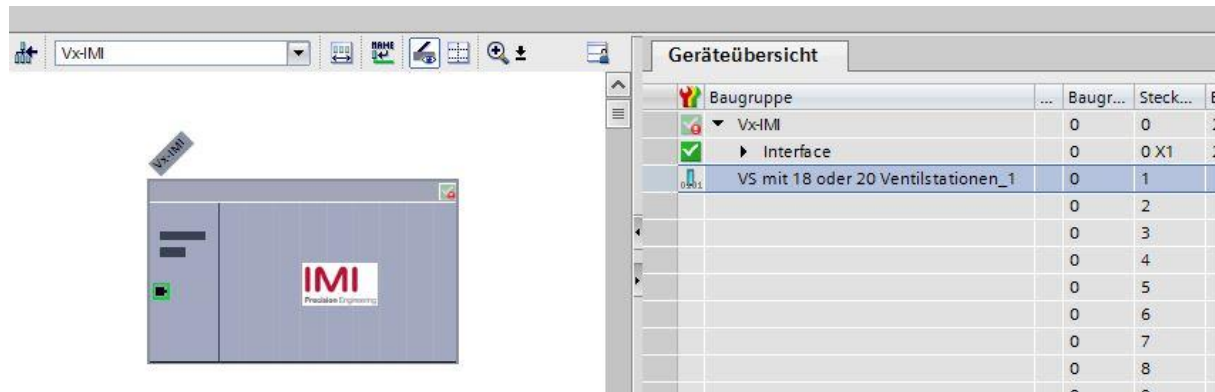 Vx-IMI
NAME
Geräteübersicht
Baugruppe ... Baugr... Steck...
Vx-IMI 0 0
Interface 0 0 X1
VS mit 18 oder 20 Ventilstationen_1 0 1
0 2
0 3
0 4
0 5
0 6
0 7
0 8
Vx-IMI
IMI
Precision Engineering